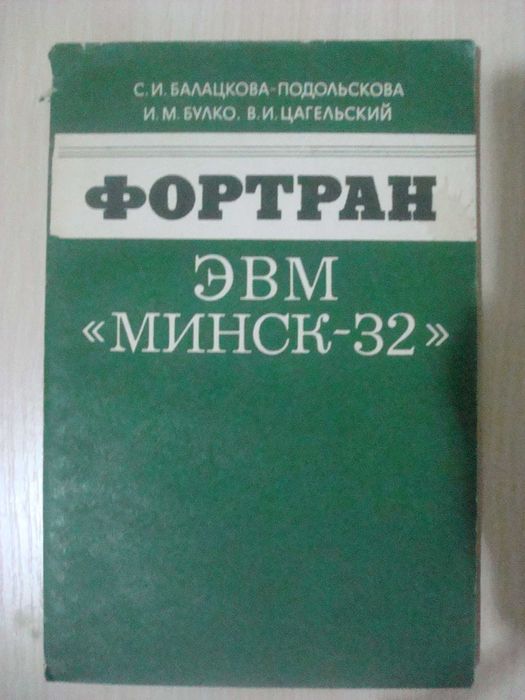 С. И. БАЛАЦКОВА-ПОДОЛЬСКОВА
И. М. БУЛКО, В. И. ЦАГЕЛЬСКИЙ
ФОРТРАН
ЭВМ
«МИНСК-32»